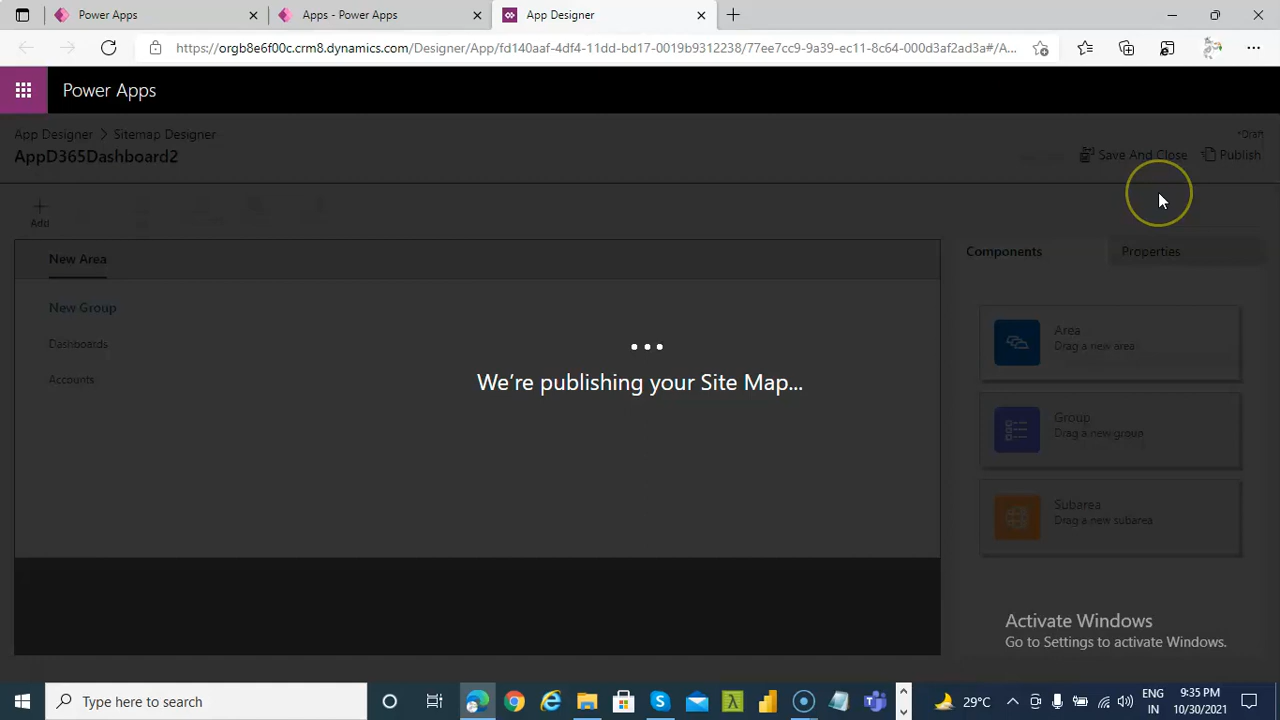 Power Apps
Apps - Power Apps
App Designer
https://orgb8e6f00c.crm8.dynamics.com/Designer/App/fd140aaf-4df4-11dd-bd17-0019b9312238/77ee7cc9-9a39-ec11-8c64-000d3af2ad3a#/A...
Power Apps
App Designer > Sitemap Designer
*Draft
AppD365Dashboard2
Save And Close
Publish
Add
New Area
Components
Properties
New Group
Dashboards
Accounts
Area
Drag a new area
Group
Drag a new group
Subarea
Drag a new subarea
We're publishing your Site Map...
Activate Windows
Go to Settings to activate Windows.
Type here to search
29°C
ENG
IN
9:35 PM
10/30/2021